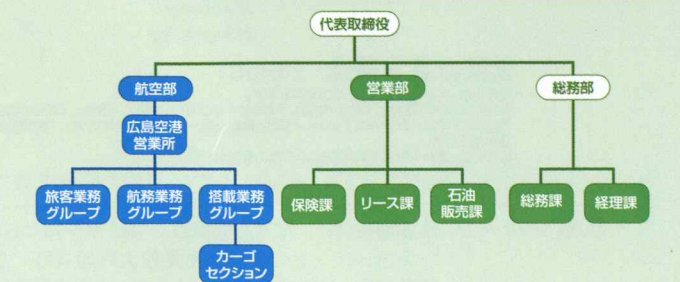 代表取締役
航空部
営業部
総務部
広島空港
営業所
旅客業務
グループ
航務業務
グループ
搭載業務
グループ
保険課
リース課
石油
販売課
総務課
経理課
カーゴ
セクション